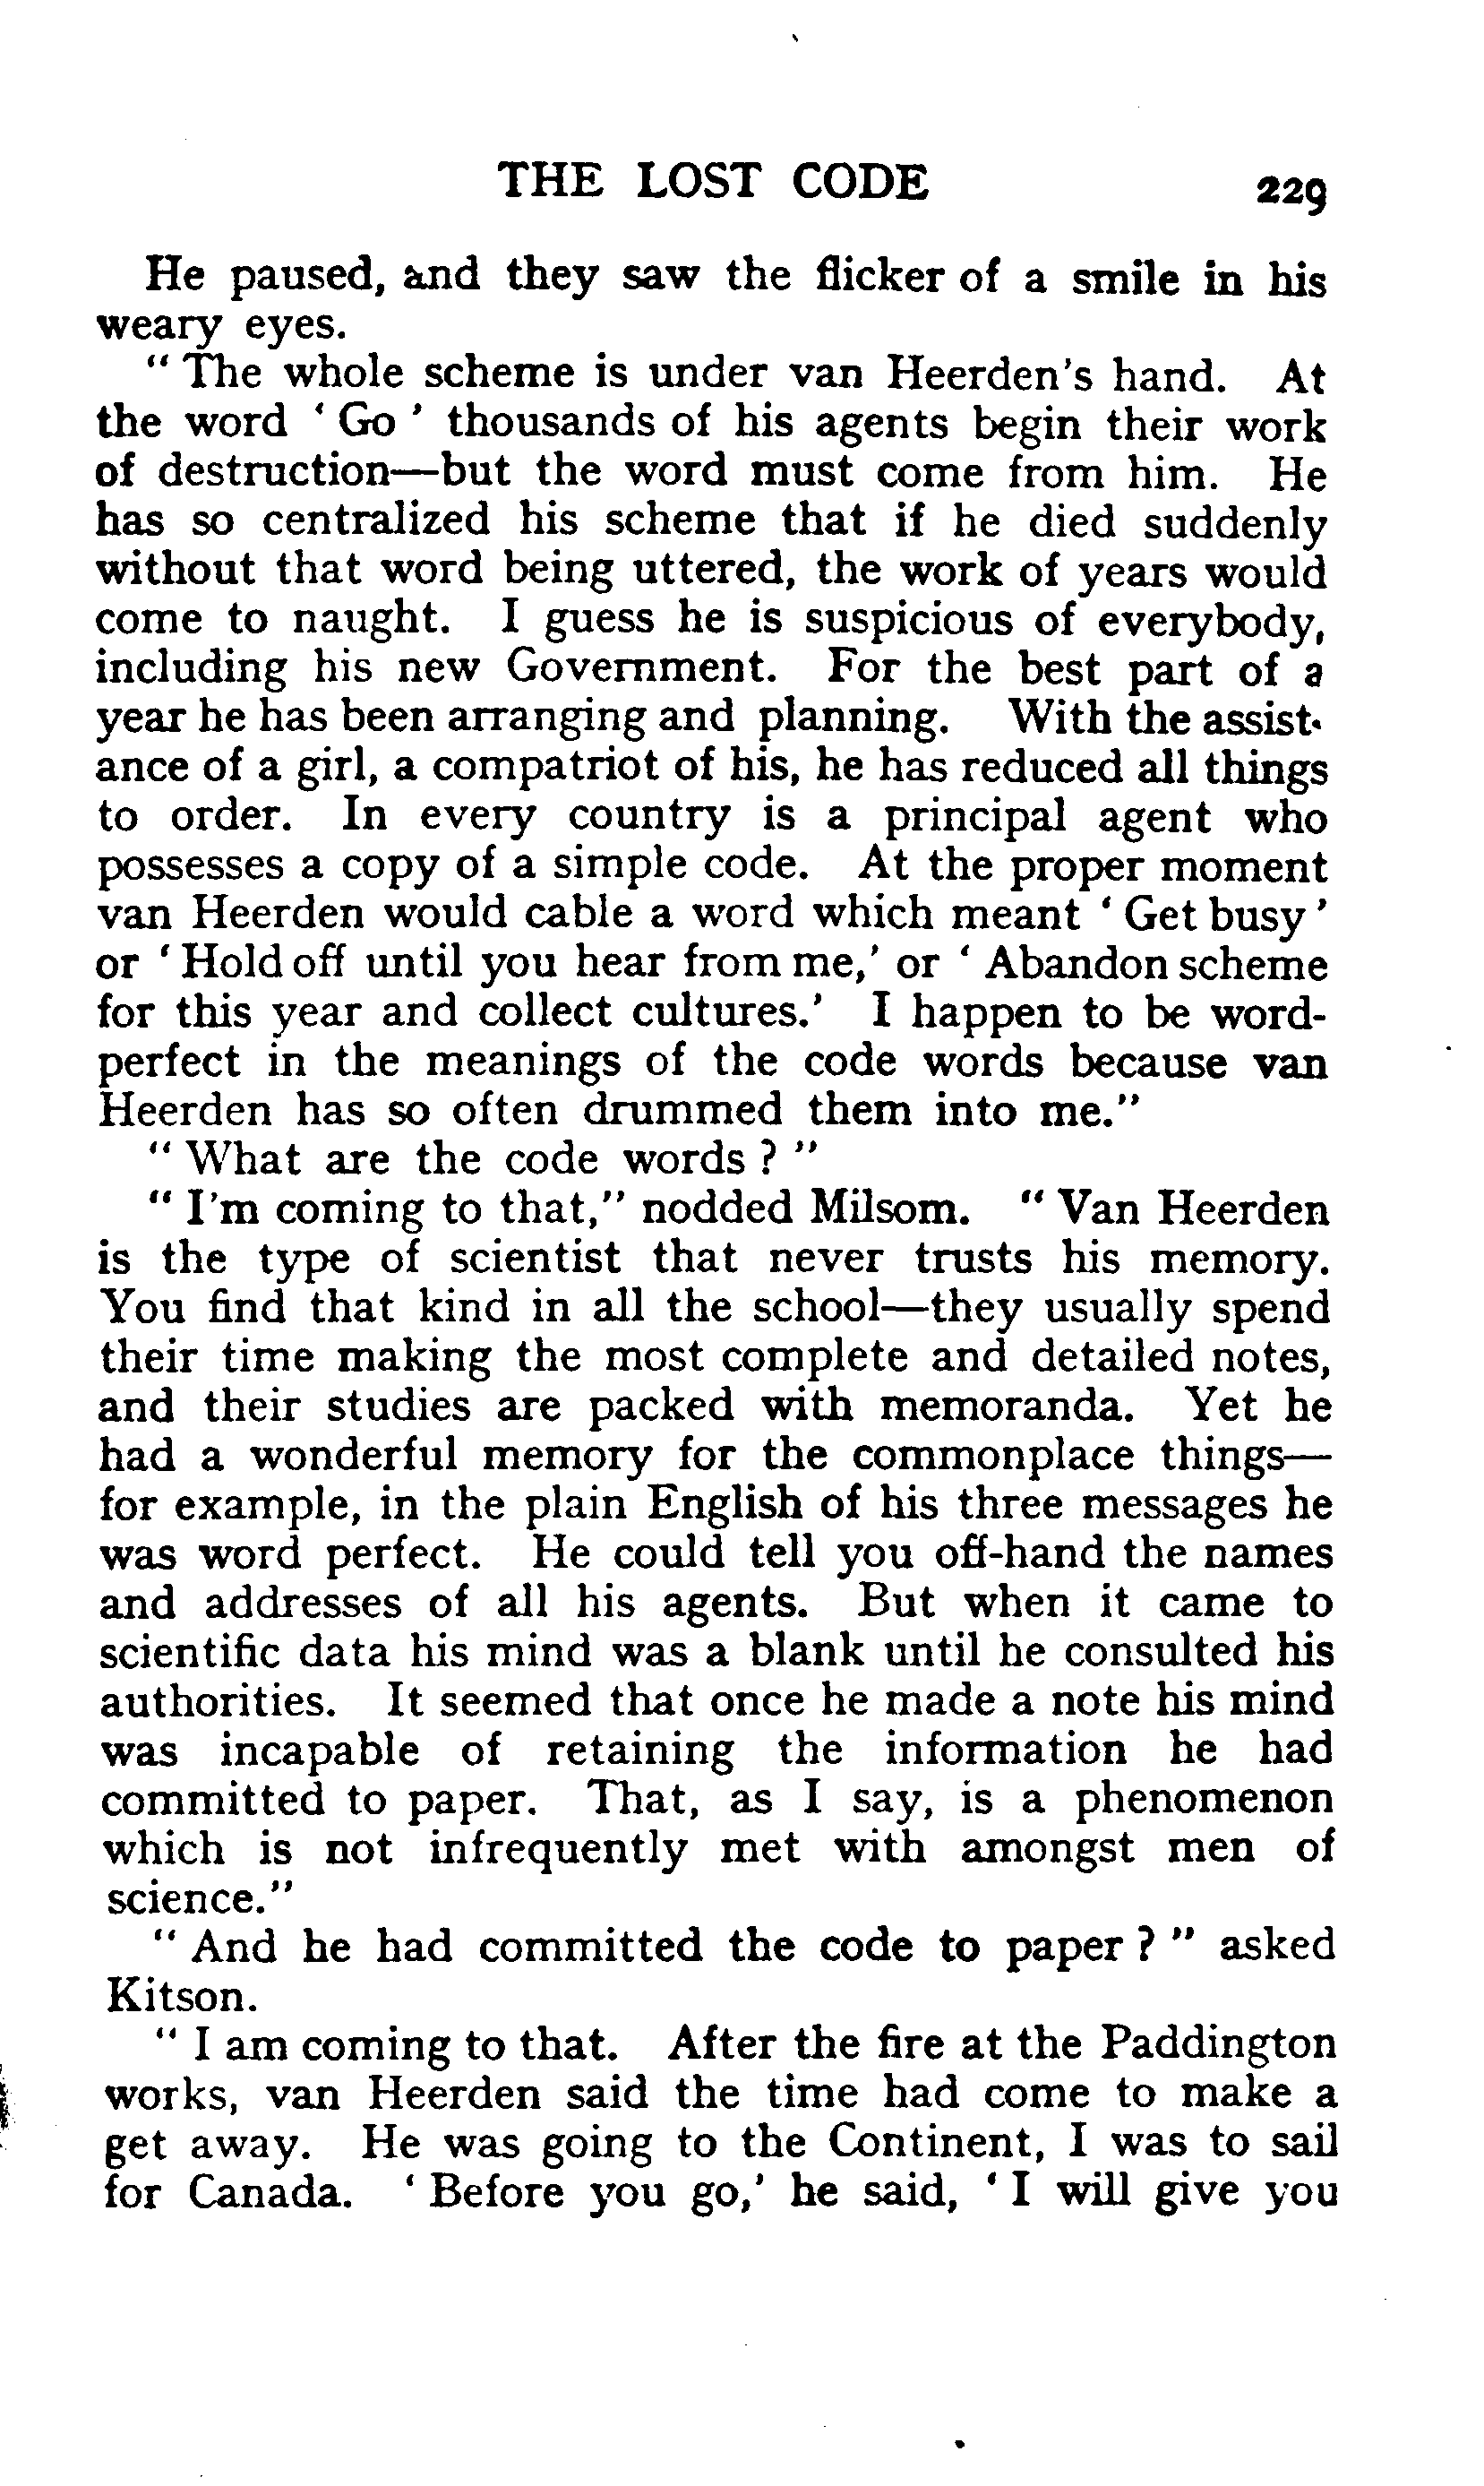 THE LOST CODE 229
He paused, and they saw the flicker of a smile in his
weary eyes.
" The whole scheme is under van Heerden's hand. At
the word ' Go ' thousands of his agents begin their work
of destruction—but the word must come from him. He
has so centralized his scheme that if he died suddenly
without that word being uttered, the work of years would
come to naught. I guess he is suspicious of everybody,
including his new Government. For the best part of a
year he has been arranging and planning. With the assist-
ance of a girl, a compatriot of his, he has reduced all things
to order. In every country is a principal agent who
possesses a copy of a simple code. At the proper moment
van Heerden would cable a word which meant ' Get busy '
or ' Hold off until you hear from me,' or ' Abandon scheme
for this year and collect cultures.' I happen to be word-
perfect in the meanings of the code words because van
Heerden has so often drummed them into me."
" What are the code words ? "
" I'm coming to that," nodded Milsom. " Van Heerden
is the type of scientist that never trusts his memory.
You find that kind in all the school—they usually spend
their time making the most complete and detailed notes,
and their studies are packed with memoranda. Yet he
had a wonderful memory for the commonplace things—
for example, in the plain English of his three messages he
was word perfect. He could tell you off-hand the names
and addresses of all his agents. But when it came to
scientific data his mind was a blank until he consulted his
authorities. It seemed that once he made a note his mind
was incapable of retaining the information he had
committed to paper. That, as I say, is a phenomenon
which is not infrequently met with amongst men of
science."
" And he had committed the code to paper ? " asked
Kitson.
" I am coming to that. After the fire at the Paddington
works, van Heerden said the time had come to make a
get away. He was going to the Continent, I was to sail
for Canada. ' Before you go,' he said, ' I will give you